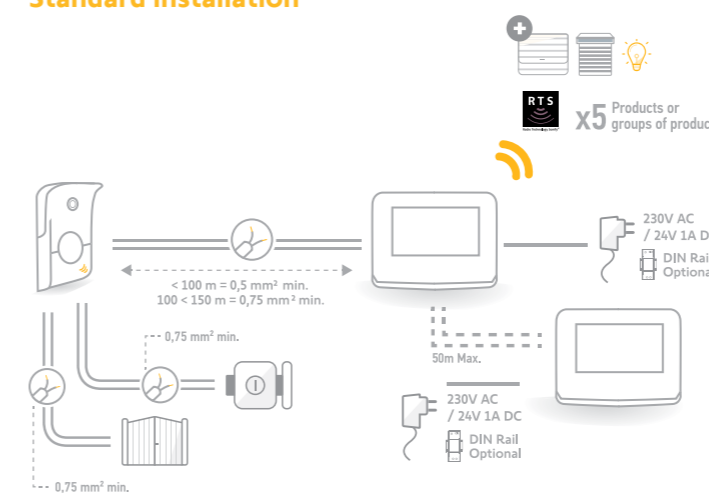 Standard Installation
RTS
x5 Products or
groups of produc
230V AC
/ 24V 1A D
DIN Rail
Optiona
< 100 m = 0,5 mm² min.
100 < 150 m = 0,75 mm² min.
0,75 mm² min.
50m Max.
230V AC
/ 24V 1A DC
DIN Rail
Optional
0,75 mm² min.